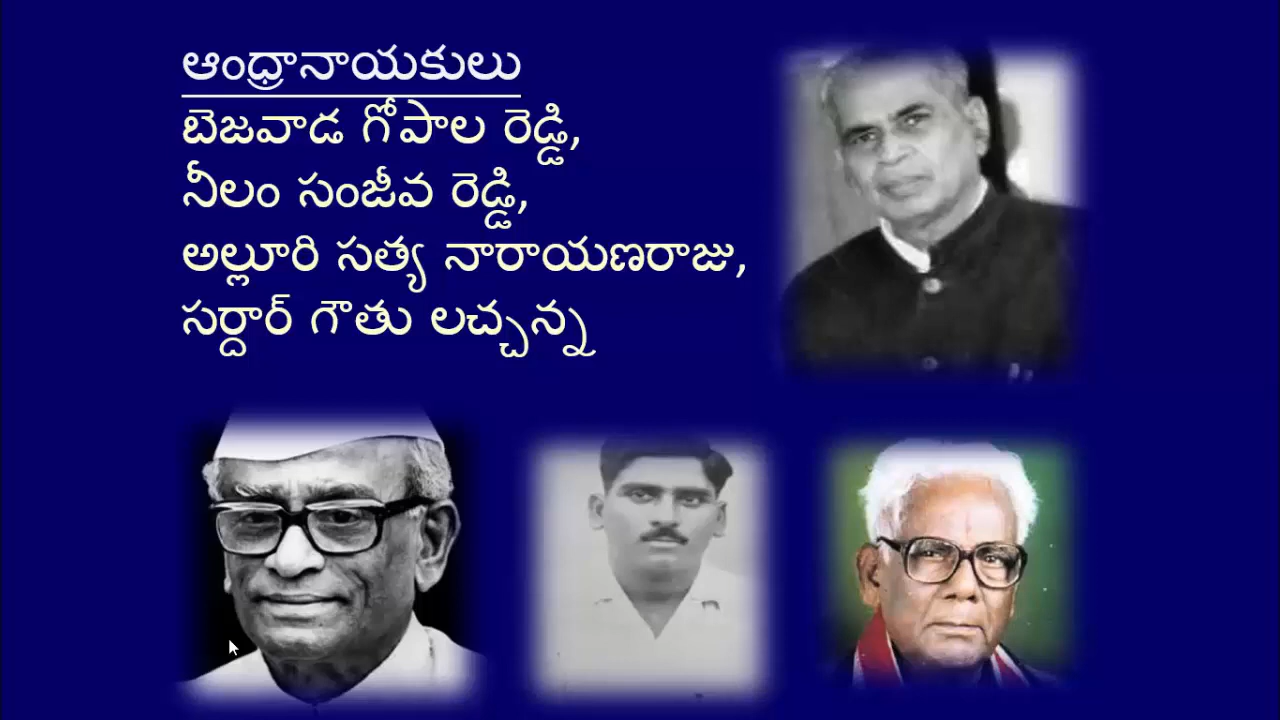 ఆంధ్రానాయకులు
బెజవాడ గోపాల రెడ్డి,
నీలం సంజీవ రెడ్డి,
అల్లూరి సత్య నారాయణరాజు,
సర్దార్ గౌతు లచ్చన్న